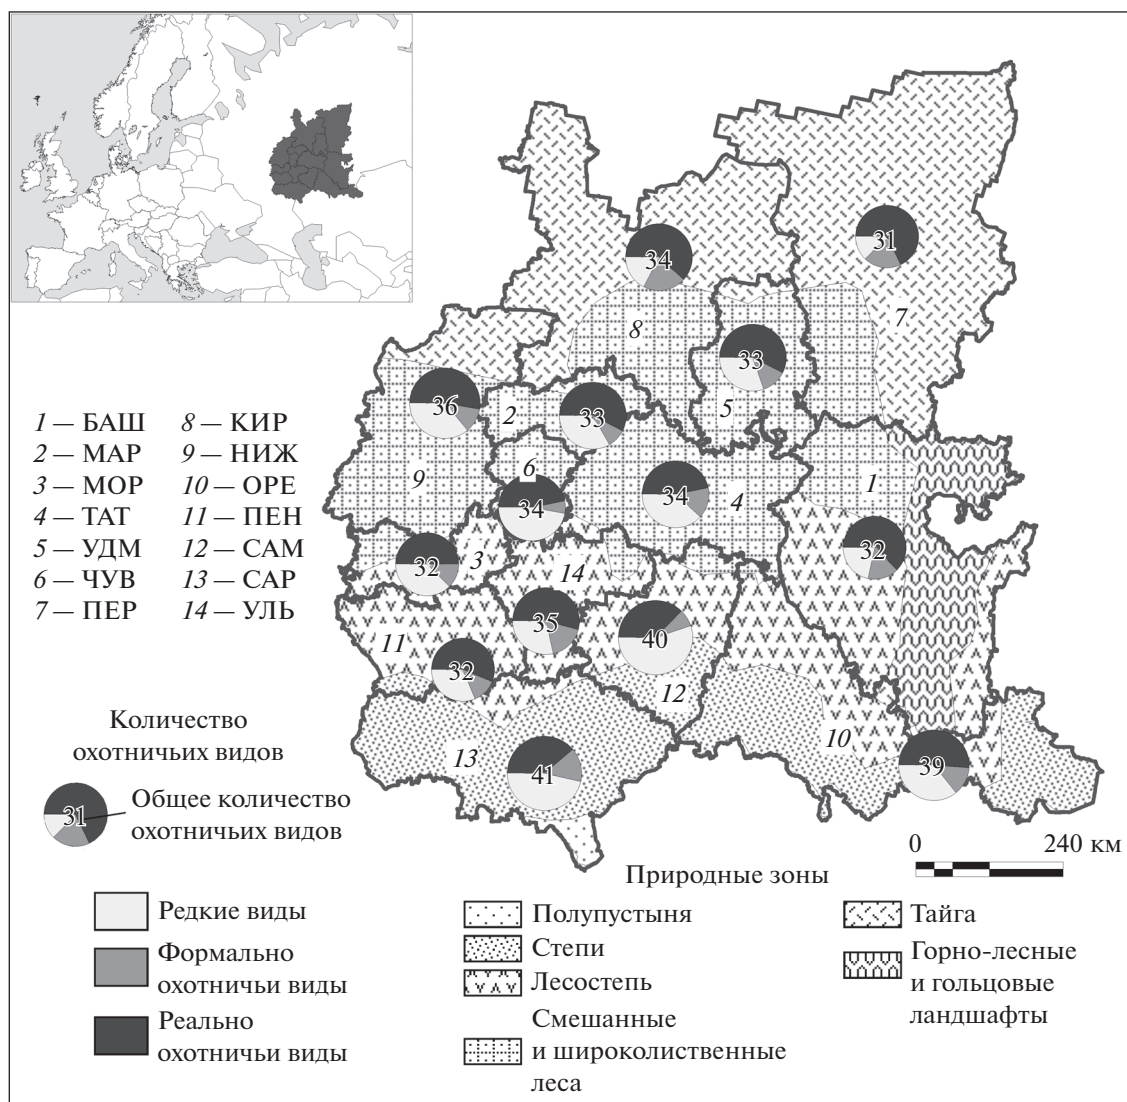 31
34
8
7
33
5
36
2
33
1 — БАШ
2 — МАР
3 — МОР
4 — ТАТ
5 — УДМ
6 — ЧУВ
7 — ПЕР
8 — КИР
9 — НИЖ
10 — ОРЕ
11 — ПЕН
12 — САМ
13 — САР
14 — УЛЬ
9
6
34
34
4
1
32
3
32
14
35
40
11
32
12
13
41
10
39
Количество
охотничьих видов
31
Общее количество
охотничьих видов
0
240 км
Редкие виды
Формально
охотничьи виды
Реально
охотничьи виды
Природные зоны
Полупустыня
Степи
Лесостепь
Смешанные
и широколиственные
леса
Тайга
Горно-лесные
и гольцовые
ландшафты